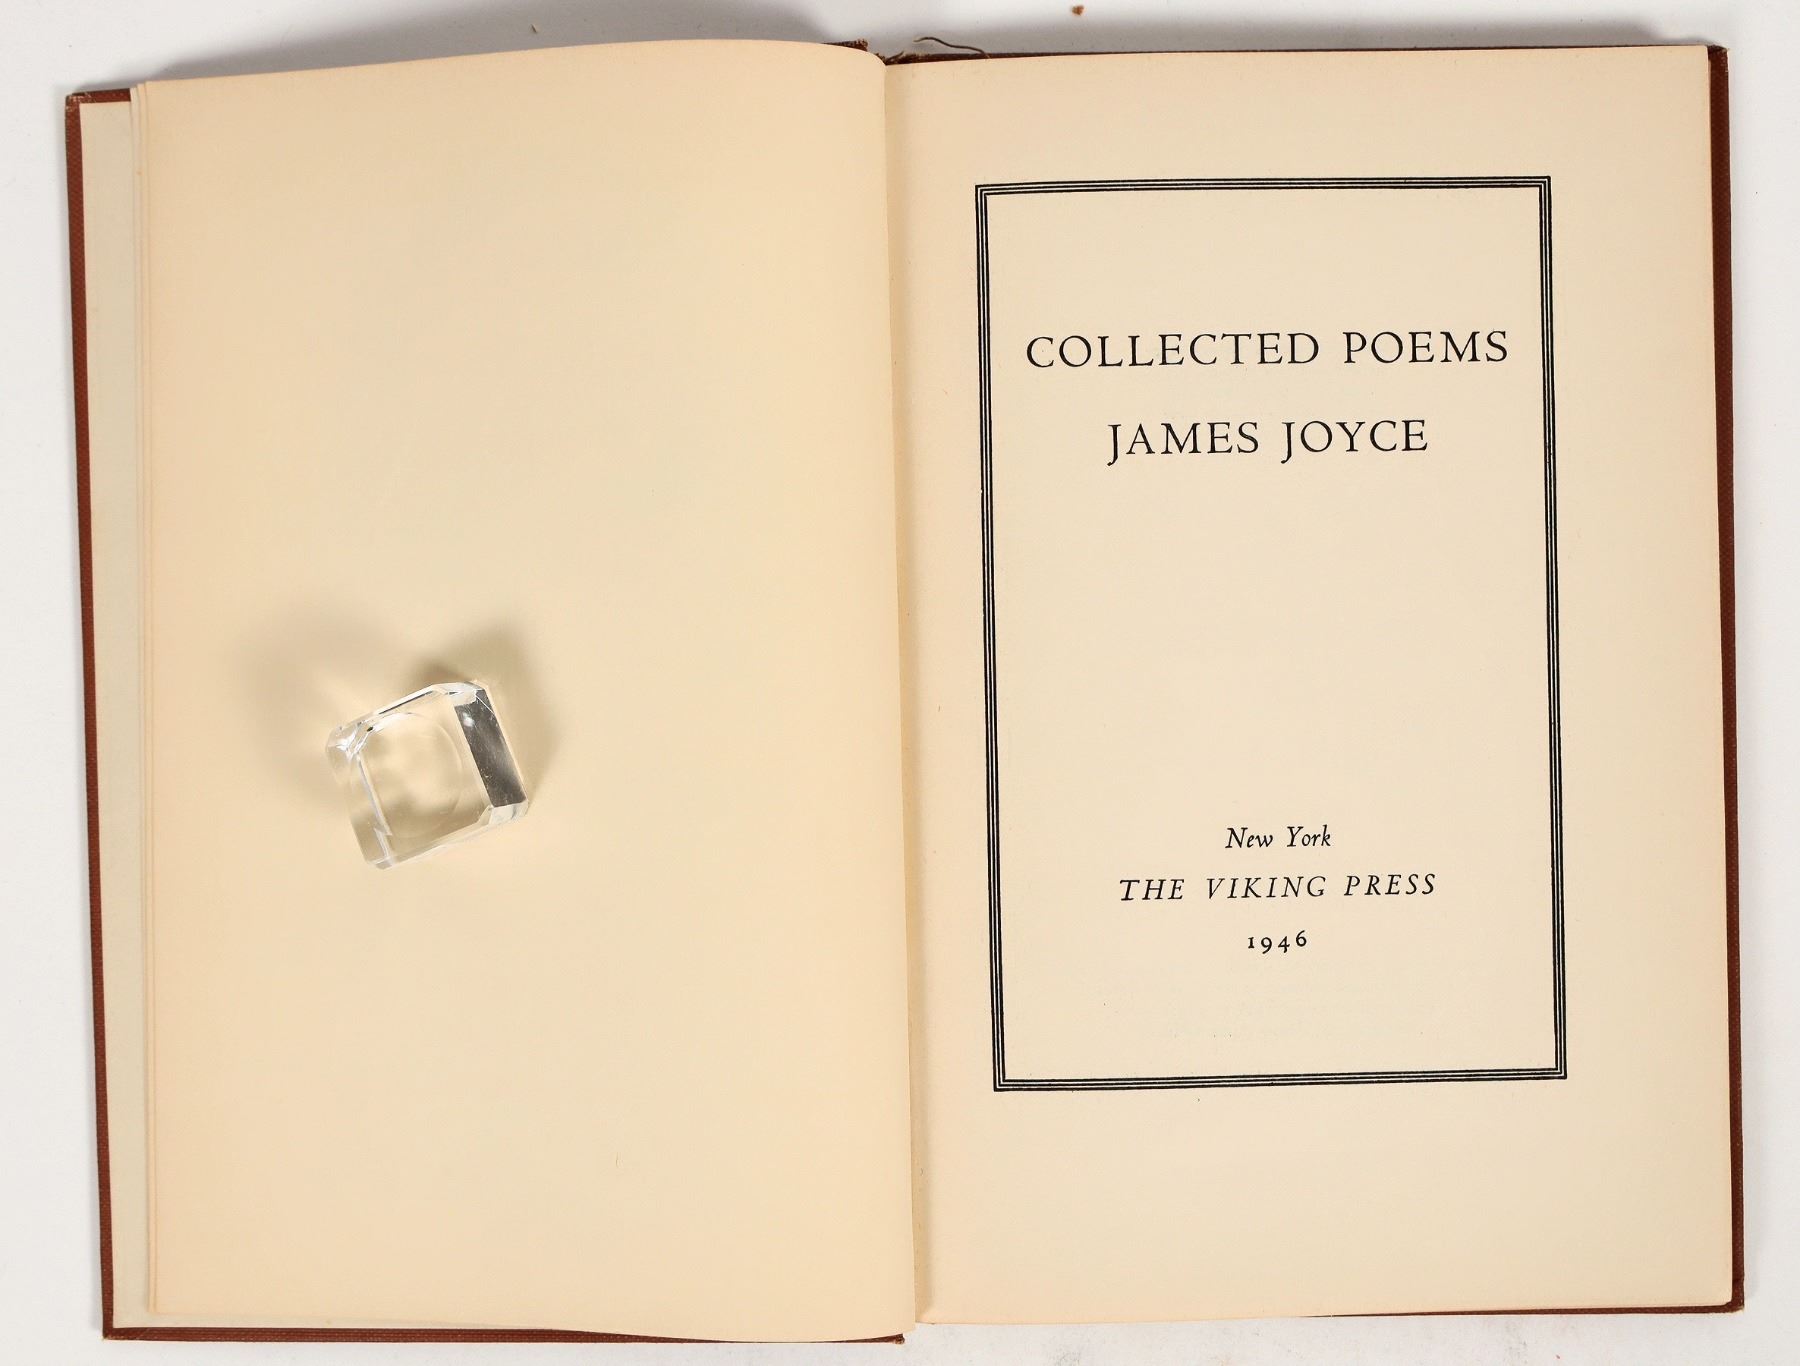 COLLECTED POEMS
JAMES JOYCE
New York
THE VIKING PRESS
1946